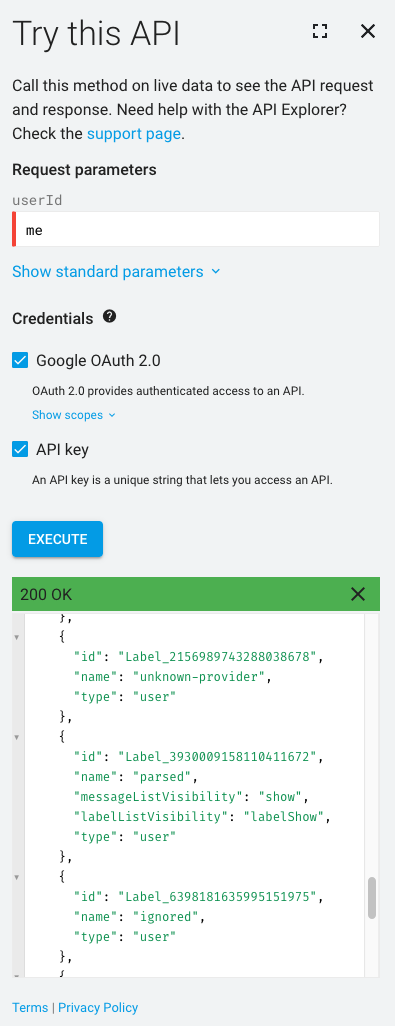 Try this API
Call this method on live data to see the API request
and response. Need help with the API Explorer?
Check the support page.
Request parameters
userId
me
Show standard parameters
Credentials
Google OAuth 2.0
OAuth 2.0 provides authenticated access to an API.
Show scopes
API key
An API key is a unique string that lets you access an API.
EXECUTE
200 OK
},
{
"id": "Label_2156989743288038678",
"name": "unknown-provider",
"type": "user"
},
{
"id": "Label_3930009158110411672",
"name": "parsed",
"messageListVisibility": "show",
"labelListVisibility": "labelShow",
"type": "user"
},
{
"id": "Label_6398181635995151975",
"name": "ignored",
"type": "user"
},
{
Terms | Privacy Policy